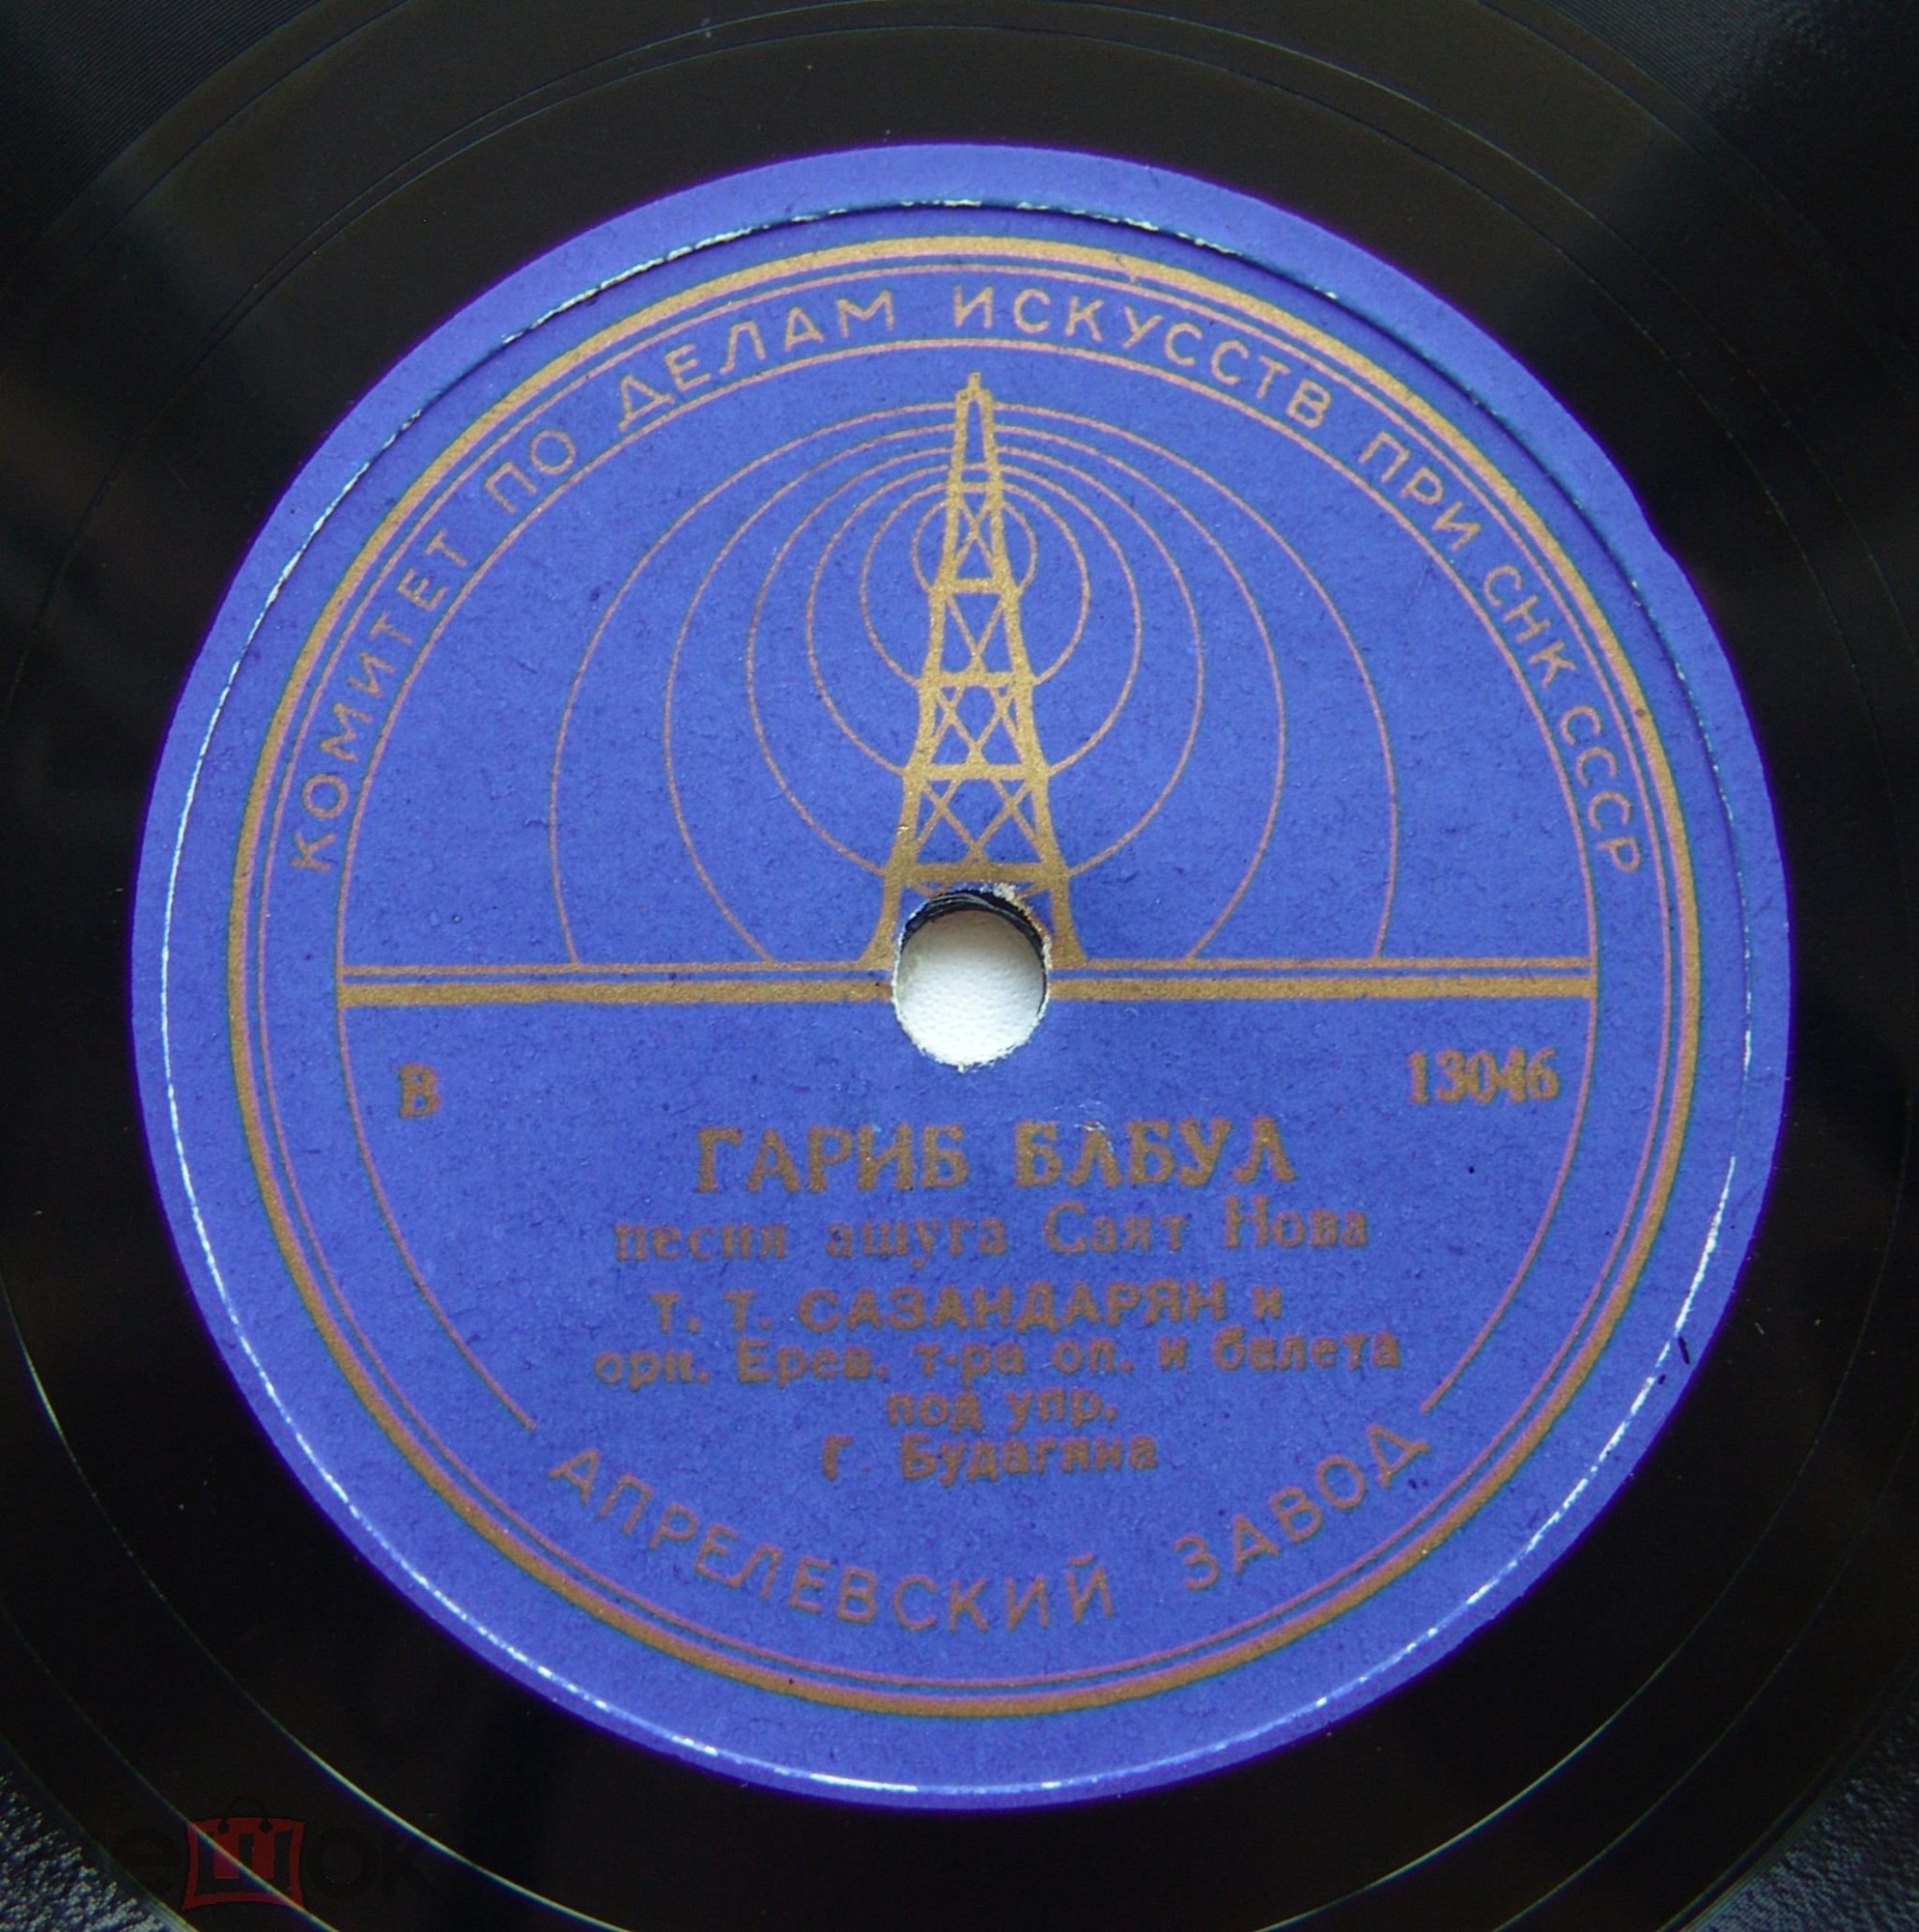 КОМИТЕТ ПО ДЕЛАМ ИСКУССТВ ПРИ СНК СССР
В 13046
ГАРИБ БЛБУЛ
песня ашуга Саят Нова
Т. Т. САЗАНДАРЯН и
орк. Ерев. т-ра оп. и балета
под упр.
Г. Будагяна
АПРЕЛЕВСКИЙ ЗАВОД
ешок